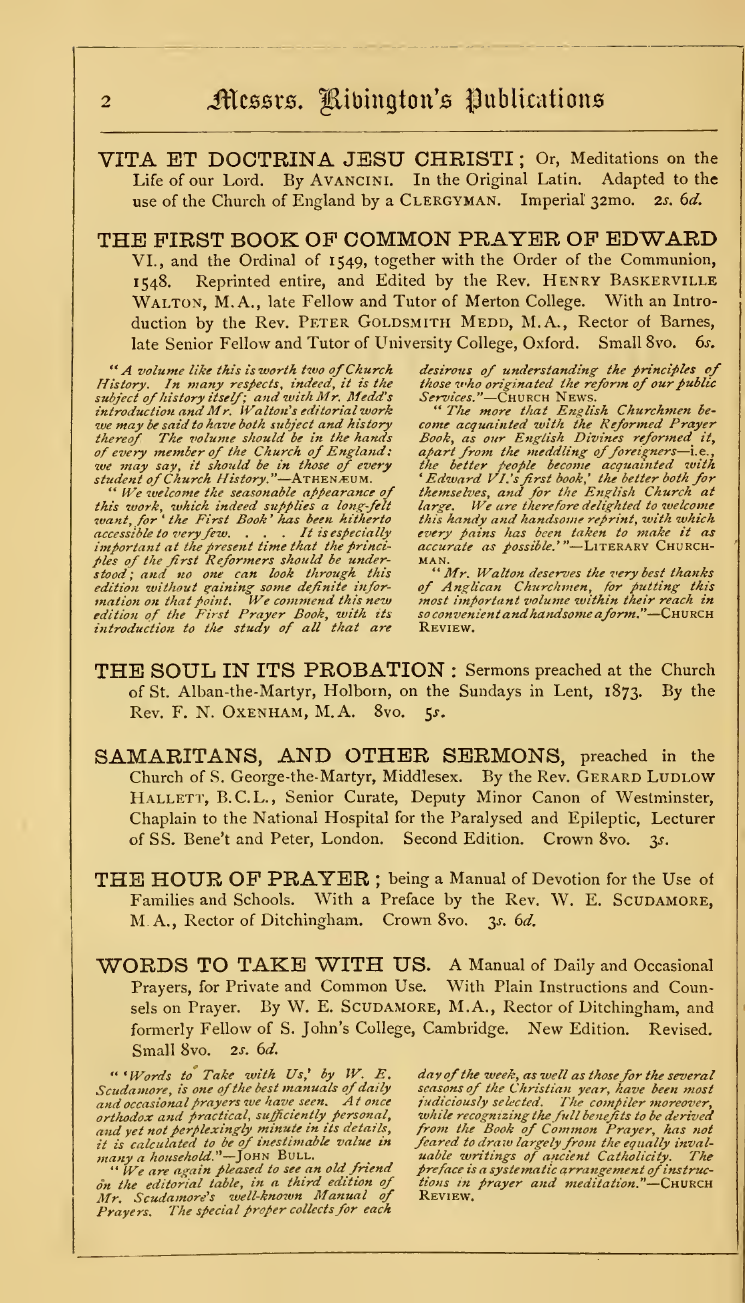 2 Messrs. Rivington's Publications
VITA ET DOCTRINA JESU CHRISTI; Or, Meditations on the
Life of our Lord. By AVANCINI. In the Original Latin. Adapted to the
use of the Church of England by a CLERGYMAN. Imperial 32mo. 2s. 6d.
THE FIRST BOOK OF COMMON PRAYER OF EDWARD
VI., and the Ordinal of 1549, together with the Order of the Communion,
1548. Reprinted entire, and Edited by the Rev. HENRY BASKERVILLE
WALTON, M.A., late Fellow and Tutor of Merton College. With an Intro-
duction by the Rev. PETER GOLDSMITH MEDD, M.A., Rector of Barnes,
late Senior Fellow and Tutor of University College, Oxford. Small 8vo. 6s.
"A volume like this is worth two of Church
History. In many respects, indeed, it is the
subject of history itself; and with Mr. Medd's
introduction and Mr. Walton's editorial work
we may be said to have both subject and history
thereof The volume should be in the hands
of every member of the Church of England:
we may say, it should be in those of every
student of Church History."—ATHENÆUM.
"We welcome the seasonable appearance of
this work, which indeed supplies a long-felt
want, for 'the First Book' has been hitherto
accessible to very few. . . . It is especially
important at the present time that the princi-
ples of the first Reformers should be under-
stood; and no one can look through this
edition without gaining some definite infor-
mation on that point. We commend this new
edition of the First Prayer Book, with its
introduction to the study of all that are
desirous of understanding the principles of
those who originated the reform of our public
Services."—CHURCH NEWS.
"The more that English Churchmen be-
come acquainted with the Reformed Prayer
Book, as our English Divines reformed it,
apart from the meddling of foreigners—i.e.,
the better people become acquainted with
'Edward VI.'s first book,' the better both for
themselves, and for the English Church at
large. We are therefore delighted to welcome
this handy and handsome reprint, with which
every pains has been taken to make it as
accurate as possible.'"—LITERARY CHURCH-
MAN.
"Mr. Walton deserves the very best thanks
of Anglican Churchmen, for putting this
most important volume within their reach in
so convenient and handsome a form."—CHURCH
REVIEW.
THE SOUL IN ITS PROBATION: Sermons preached at the Church
of St. Alban-the-Martyr, Holborn, on the Sundays in Lent, 1873. By the
Rev. F. N. OXENHAM, M.A. 8vo. 5s.
SAMARITANS, AND OTHER SERMONS, preached in the
Church of S. George-the-Martyr, Middlesex. By the Rev. GERARD LUDLOW
HALLETT, B.C.L., Senior Curate, Deputy Minor Canon of Westminster,
Chaplain to the National Hospital for the Paralysed and Epileptic, Lecturer
of SS. Bene't and Peter, London. Second Edition. Crown 8vo. 3s.
THE HOUR OF PRAYER; being a Manual of Devotion for the Use of
Families and Schools. With a Preface by the Rev. W. E. SCUDAMORE,
M.A., Rector of Ditchingham. Crown 8vo. 3s. 6d.
WORDS TO TAKE WITH US. A Manual of Daily and Occasional
Prayers, for Private and Common Use. With Plain Instructions and Coun-
sels on Prayer. By W. E. SCUDAMORE, M.A., Rector of Ditchingham, and
formerly Fellow of S. John's College, Cambridge. New Edition. Revised.
Small 8vo. 2s. 6d.
"'Words to Take with Us,' by W. E.
Scudamore, is one of the best manuals of daily
and occasional prayers we have seen. At once
orthodox and practical, sufficiently personal,
and yet not perplexingly minute in its details,
it is calculated to be of inestimable value in
many a household."—JOHN BULL.
"We are again pleased to see an old friend
on the editorial table, in a third edition of
Mr. Scudamore's well-known Manual of
Prayers. The special proper collects for each
day of the week, as well as those for the several
seasons of the Christian year, have been most
judiciously selected. The compiler moreover,
while recognizing the full benefits to be derived
from the Book of Common Prayer, has not
feared to draw largely from the equally inval-
uable writings of ancient Catholicity. The
preface is a systematic arrangement of instruc-
tions in prayer and meditation."—CHURCH
REVIEW.